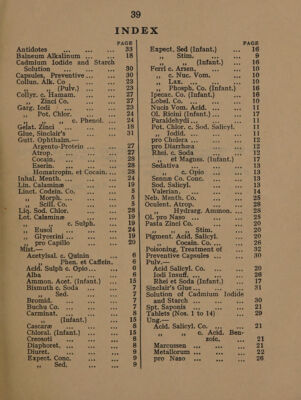 39
INDEX
PAGE
Antidotes ... ... ... 33
Balneum Alkalinum ... ... 18
Cadmium Iodide and Starch
Solution ... ... ... 30
Capsules, Preventive ... ... 30
Collun. Alk. Co ... ... 23
„ (Pulv.) ... ... 23
Collyr. c. Hamam. ... ... 27
„ Zinci Co. ... ... 27
Garg. Iodi ... ... ... 23
„ Pot. Chlor. ... ... 24
„ „ c. Phenol. ... 24
Gelat. Zinci ... ... ... 18
Glue, Sinclair's ... ... 31
Gutt. Ophthalm.—
Argento-Protein ... ... 27
Atrop. ... ... ... 27
Cocain. ... ... ... 28
Eserin. ... ... ... 28
Homatropin. et Cocain. ... 28
Inhal. Menth. ... ... ... 24
Lin. Calaminæ ... ... 19
Linct. Codein. Co. ... ... 5
„ Morph. ... ... ... 5
„ Scill. Co. ... ... 5
Liq. Sod. Chlor. ... ... 28
Lot. Calaminæ ... ... 19
„ „ c. Sulph. ... 19
„ Eusol ... ... ... 24
„ Glycerini ... ... ... 19
„ pro Capillo ... ... 20
Mist.—
Acetylsal. c. Quinin ... 6
„ Phen. et Caffein. ... 6
Acid. Sulph c. Opio ... ... 6
Alba ... ... ... 6
Ammon. Acet. (Infant.) ... 15
Bismuth c. Soda ... ... 7
„ Sed. ... ... 7
Bromid. ... ... ... 7
Buchu Co. ... ... ... 7
Carminat. ... ... ... 8
„ (Infant.) ... ... 15
Cascaræ ... ... ... 8
Chloral. (Infant.) ... ... 15
Creosoti ... ... ... 8
Diaphoret. ... ... ... 8
Diuret. ... ... ... 9
Expect. Conc. ... ... 9
„ Sed. ... ... ... 9
PAGE
Expect. Sed (Infant.) ... 16
„ Stim. ... ... ... 9
„ „ (Infant.) ... 16
Ferri c. Arsen. ... ... 10
„ c. Nuc. Vom. ... ... 10
„ Lax. ... ... ... 10
„ Phosph. Co. (Infant.) 16
Ipecac. Co. (Infant.) ... 16
Lobel. Co. ... ... ... 10
Nucis Vom. Acid. ... ... 11
Ol. Ricini (Infant.) ... ... 17
Paraldehydi ... ... ... 11
Pot. Chlor. c. Sod. Salicyl. 11
„ Iodid. ... ... ... 11
pro Cholera ... ... ... 12
pro Diarrhœa ... ... 12
Rhei. c. Soda ... ... 12
„ et Magnes. (Infant.) 17
Sedativa ... ... ... 13
„ c. Opio ... ... 13
Sennæ Co. Conc. ... ... 13
Sod. Salicyl. ... ... ... 13
Valerian. ... ... ... 14
Neb. Menth. Co. ... ... 25
Oculent. Atrop. ... ... 28
„ Hydrarg. Ammon. ... 28
Ol. pro Naso ... ... ... 25
Pasta Zinci Co. ... ... 20
„ „ Stim. ... ... 20
Pigment. Acid. Salicyl. ... 20
„ Cocain. Co. ... ... 26
Poisoning, Treatment of ... 32
Preventive Capsules ... ... 30
Pulv.—
Acid Salicyl. Co. ... ... 20
Iodi Insuff. ... ... ... 26
Rhei et Soda (Infant.) ... 17
Sinclair's Glue ... ... ... 31
Solution of Cadmium Iodide
and Starch ... ... 30
Spt. Saponis ... ... ... 21
Tablets (Nos. 1 to 14) ... 29
Ung.—
Acid. Salicyl. Co. ... ... 21
„ „ c. Acid. Ben-
zoic. ... ... 21
Marcussen ... ... ... 21
Metallorum ... ... ... 22
pro Naso ... ... ... 26